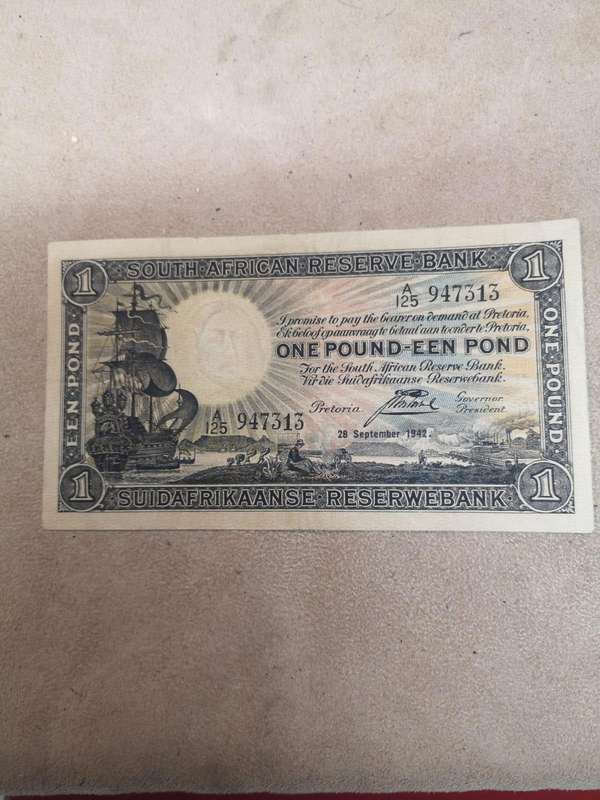 1
SOUTH·AFRICAN·RESERVE·BANK·
1
A/125 947313
I promise to pay the bearer on demand at Pretoria.
Ek beloof op aanvraag te betaal aan toonder te Pretoria.
ONE POUND=EEN POND
For the South African Reserve Bank.
Vir die Suidafrikaanse Reserwebank.
Pretoria
Governor.
President.
28 September 1942.
A/125 947313
·EEN·POND·
·ONE·POUND·
1
·SUIDAFRIKAANSE·RESERWEBANK·
1